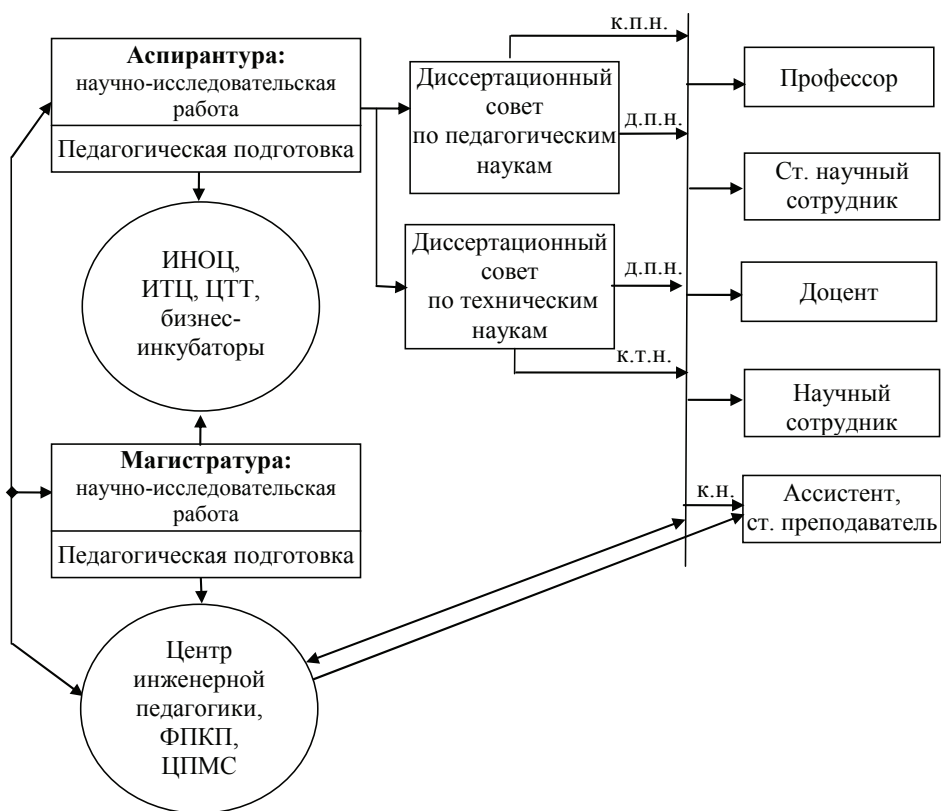 к.п.н.
Аспирантура:
научно-исследовательская
работа
Педагогическая подготовка
Диссертационный
совет
по педагогическим
наукам
д.п.н.
Профессор
Ст. научный
сотрудник
ИНОЦ,
ИТЦ, ЦТТ,
бизнес-
инкубаторы
Диссертационный
совет
по техническим
наукам
д.п.н.
к.т.н.
Доцент
Научный
сотрудник
Магистратура:
научно-исследовательская
работа
Педагогическая подготовка
к.н.
Ассистент,
ст. преподаватель
Центр
инженерной
педагогики,
ФПКП,
ЦПМС